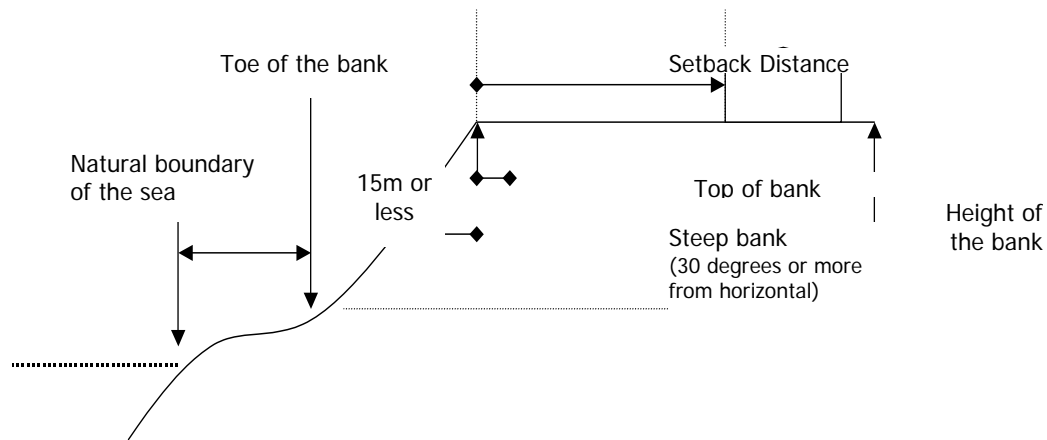 Toe of the bank
Setback Distance
Natural boundary
of the sea
15m or
less
Top of bank
Height of
the bank
Steep bank
(30 degrees or more
from horizontal)